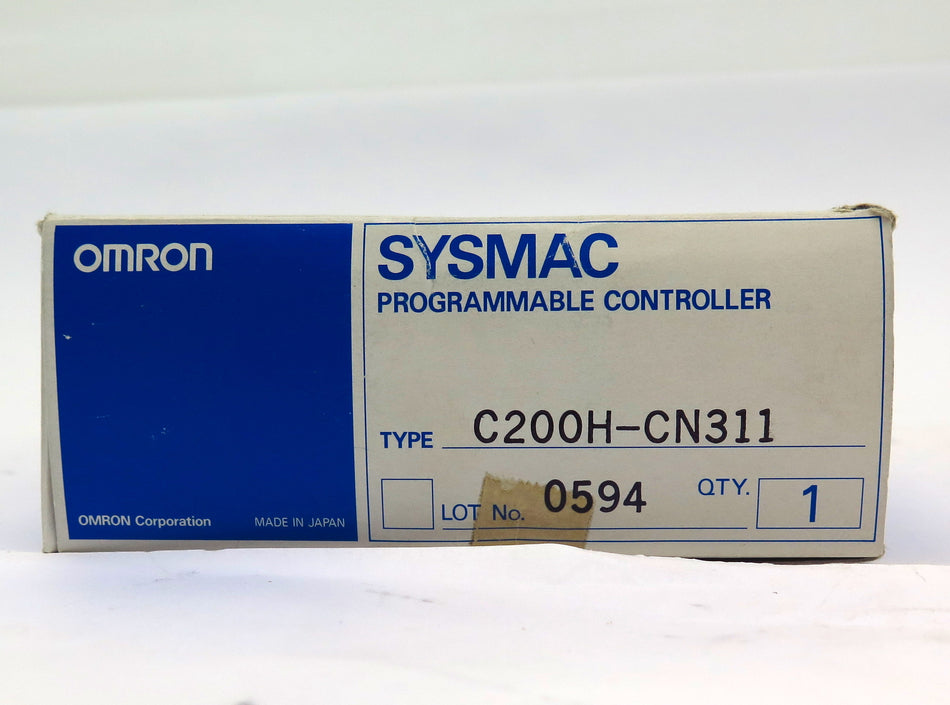 OMRON
OMRON Corporation MADE IN JAPAN
SYSMAC
PROGRAMMABLE CONTROLLER
TYPE C200H-CN311
LOT No. 0594 QTY. 1